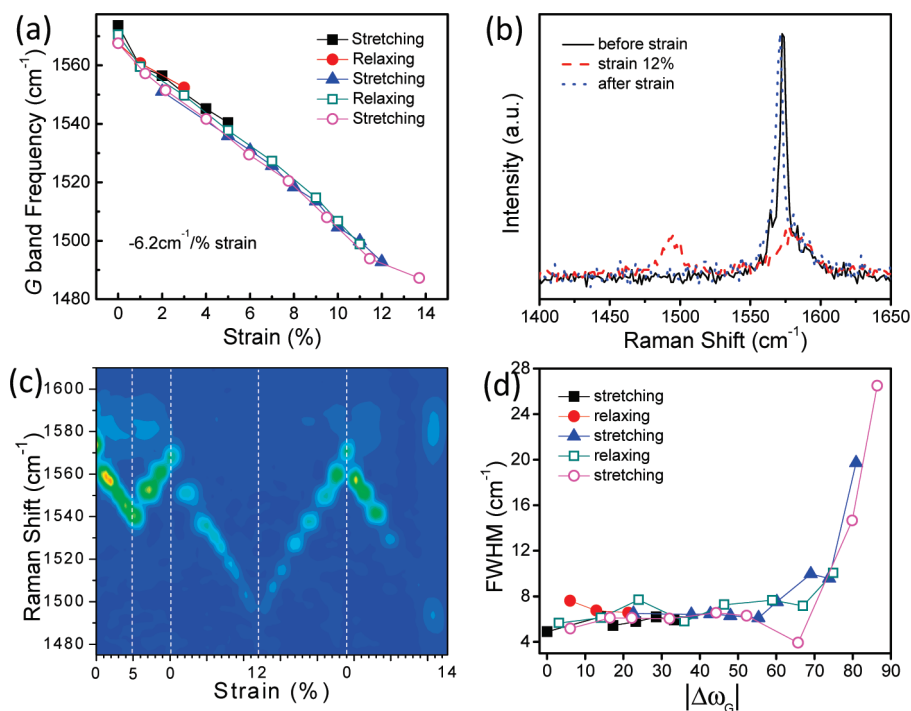 (a)
G band Frequency (cm⁻¹)
1560
1540
1520
1500
1480
Stretching
Relaxing
Stretching
Relaxing
Stretching
-6.2cm⁻¹/% strain
0 2 4 6 8 10 12 14
Strain (%)
(b)
Intensity (a.u.)
before strain
strain 12%
after strain
1400 1450 1500 1550 1600 1650
Raman Shift (cm⁻¹)
(c)
Raman Shift (cm⁻¹)
1600
1580
1560
1540
1520
1500
1480
0 5 0 12 0 14
Strain (%)
(d)
FWHM (cm⁻¹)
28
24
20
16
12
8
4
stretching
relaxing
stretching
relaxing
stretching
0 10 20 30 40 50 60 70 80 90
|Δω_G|